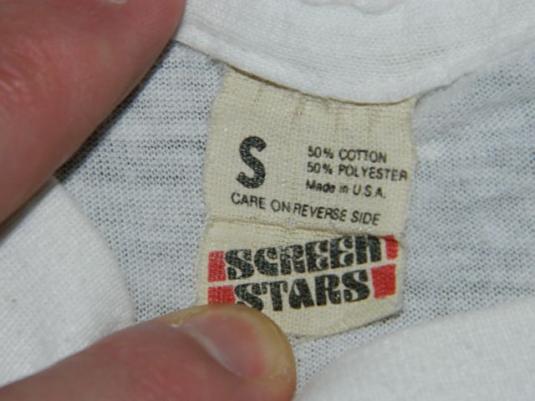 S
50% COTTON
50% POLYESTER
Made in U.S.A.
CARE ON REVERSE SIDE
SCREEN
STARS